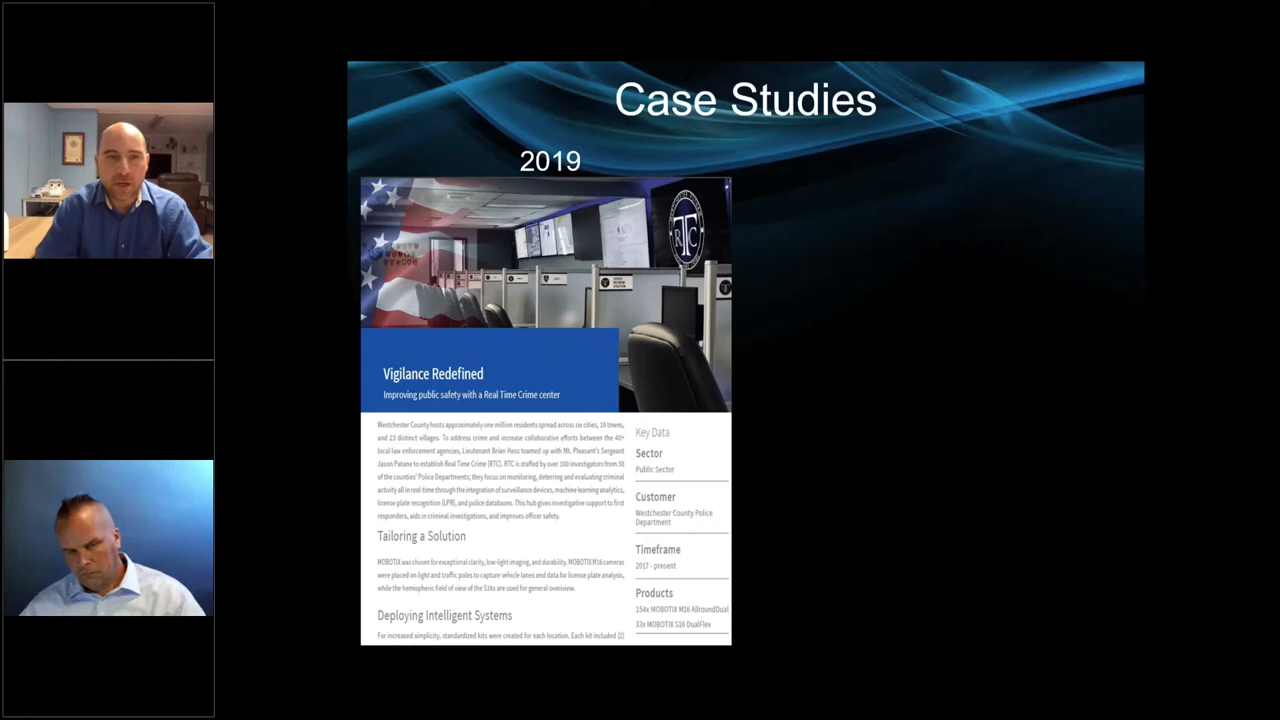 Case Studies
2019
RTC
Vigilance Redefined
Improving public safety with a Real Time Crime center
Westchester County hosts approximately one million residents spread across six cities, 19 towns,
and 23 distinct villages. To address crime and increase collaborative efforts between the 40+
local law enforcement agencies, Lieutenant Brian Hess teamed up with Mt. Pleasant's Sergeant
Jason Patane to establish Real Time Crime (RTC). RTC is staffed by over 100 investigators from 38
of the counties' Police Departments; they focus on monitoring, deterring and evaluating criminal
activity all in real-time through the integration of surveillance devices, machine learning analytics,
license plate recognition (LPR), and police databases. This hub gives investigative support to first
responders, aids in criminal investigations, and improves officer safety.
Tailoring a Solution
MOBOTIX was chosen for exceptional clarity, low-light imaging, and durability. MOBOTIX M16 cameras
were placed on light and traffic poles to capture vehicle lanes and data for license plate analysis,
while the hemispheric field of view of the S16s are used for general overview.
Deploying Intelligent Systems
For increased simplicity, standardized kits were created for each location. Each kit included (2)
Key Data
Sector
Public Sector
Customer
Westchester County Police
Department
Timeframe
2017 - present
Products
154x MOBOTIX M16 AllroundDual
33x MOBOTIX S16 DualFlex